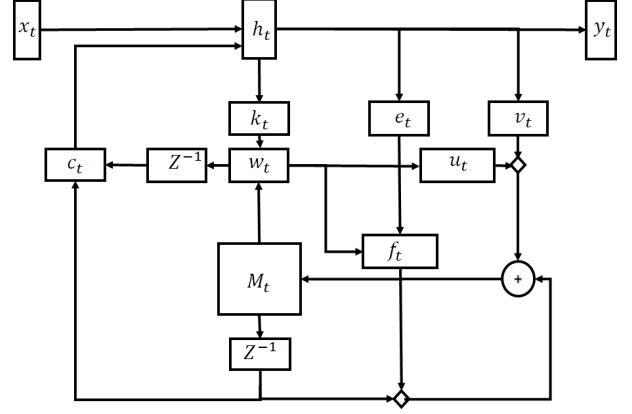 x_t
h_t
y_t
k_t
e_t
v_t
c_t
Z^{-1}
w_t
u_t
f_t
M_t
+
Z^{-1}